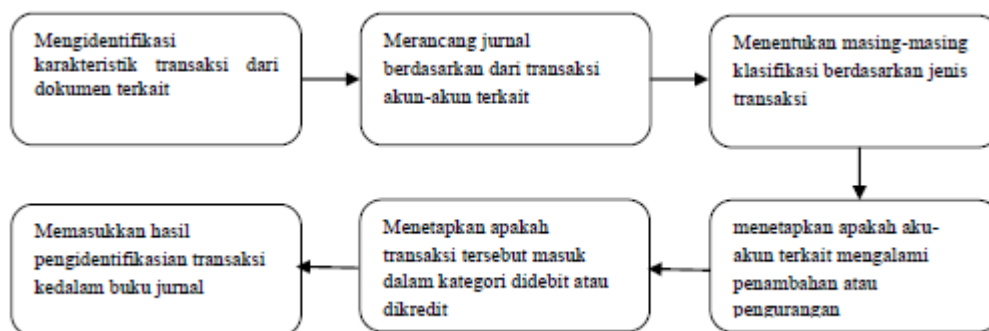 Mengidentifikasi
karakteristik transaksi dari
dokumen terkait
Merancang jurnal
berdasarkan dari transaksi
akun-akun terkait
Menentukan masing-masing
klasifikasi berdasarkan jenis
transaksi
menetapkan apakah aku-
akun terkait mengalami
penambahan atau
pengurangan
Menetapkan apakah
transaksi tersebut masuk
dalam kategori didebit atau
dikredit
Memasukkan hasil
pengidentifikasian transaksi
kedalam buku jurnal